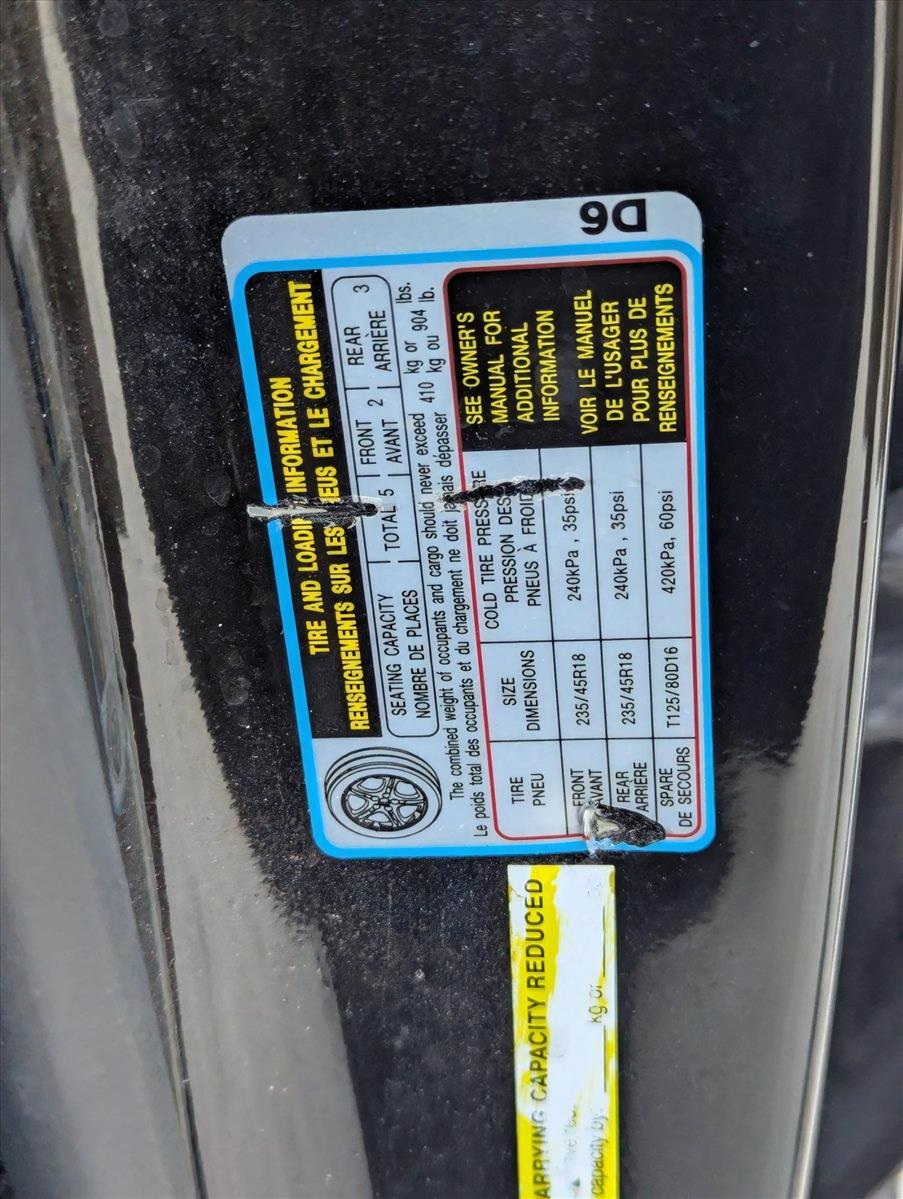 TIRE AND LOADING INFORMATION
RENSEIGNEMENTS SUR LES PNEUS ET LE CHARGEMENT
SEATING CAPACITY
NOMBRE DE PLACES
TOTAL 5
FRONT
AVANT
2
REAR
ARRIÈRE
3
The combined weight of occupants and cargo should never exceed 410 kg or 904 lbs.
Le poids total des occupants et du chargement ne doit jamais dépasser kg ou lb.
TIRE
PNEU
SIZE
DIMENSIONS
COLD TIRE PRESSURE
PRESSION DES
PNEUS À FROID
SEE OWNER'S
MANUAL FOR
ADDITIONAL
INFORMATION
VOIR LE MANUEL
DE L'USAGER
POUR PLUS DE
RENSEIGNEMENTS
FRONT
AVANT
235/45R18
240kPa , 35psi
REAR
ARRIÈRE
235/45R18
240kPa , 35psi
SPARE
DE SECOURS
T125/80D16
420kPa, 60psi
D6
ARRYING CAPACITY REDUCED
capacity by: kg or